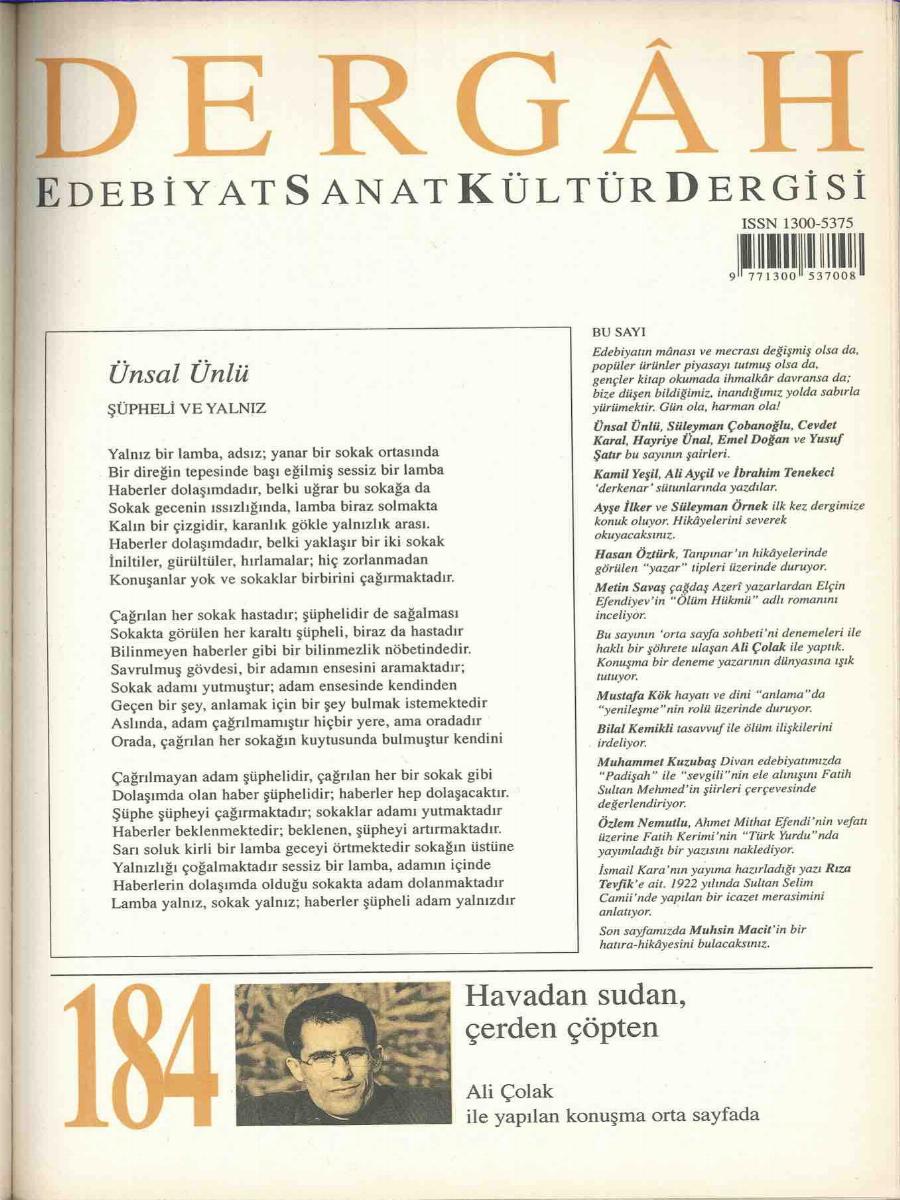 DERGÂH
EDEBİYAT SANAT KÜLTÜR DERGİSİ
ISSN 1300-5375
9 771300 537008
Ünsal Ünlü
ŞÜPHELİ VE YALNIZ
Yalnız bir lamba, adsız; yanar bir sokak ortasında
Bir direğin tepesinde başı eğilmiş sessiz bir lamba
Haberler dolaşımdadır, belki uğrar bu sokağa da
Sokak gecenin ıssızlığında, lamba biraz solmakta
Kalın bir çizgidir, karanlık gökle yalnızlık arası.
Haberler dolaşımdadır, belki yaklaşır bir iki sokak
İniltiler, gürültüler, hırlamalar; hiç zorlanmadan
Konuşanlar yok ve sokaklar birbirini çağırmaktadır.
Çağrılan her sokak hastadır; şüphelidir de sağalması
Sokakta görülen her karaltı şüpheli, biraz da hastadır
Bilinmeyen haberler gibi bir bilinmezlik nöbetindedir.
Savrulmuş gövdesi, bir adamın ensesini aramaktadır;
Sokak adamı yutmuştur; adam ensesinde kendinden
Geçen bir şey, anlamak için bir şey bulmak istemektedir
Aslında, adam çağrılmamıştır hiçbir yere, ama oradadır
Orada, çağrılan her sokağın kuytusunda bulmuştur kendini
Çağrılmayan adam şüphelidir, çağrılan her bir sokak gibi
Dolaşımda olan haber şüphelidir; haberler hep dolaşacaktır.
Şüphe şüpheyi çağırmaktadır; sokaklar adamı yutmaktadır
Haberler beklenmektedir; beklenen, şüpheyi artırmaktadır.
Sarı soluk kirli bir lamba geceyi örtmektedir sokağın üstüne
Yalnızlığı çoğalmaktadır sessiz bir lamba, adamın içinde
Haberlerin dolaşımda olduğu sokakta adam dolanmaktadır
Lamba yalnız, sokak yalnız; haberler şüpheli adam yalnızdır
BU SAYI
Edebiyatın mânası ve mecrası değişmiş olsa da,
popüler ürünler piyasayı tutmuş olsa da,
gençler kitap okumada ihmalkâr davransa da;
bize düşen bildiğimiz, inandığımız yolda sabırla
yürümektir. Gün ola, harman ola!
Ünsal Ünlü, Süleyman Çobanoğlu, Cevdet
Karal, Hayriye Ünal, Emel Doğan ve Yusuf
Şatır bu sayının şairleri.
Kamil Yeşil, Ali Ayçil ve İbrahim Tenekeci
'derkenar' sütunlarında yazdılar.
Ayşe İlker ve Süleyman Örnek ilk kez dergimize
konuk oluyor. Hikâyelerini severek
okuyacaksınız.
Hasan Öztürk, Tanpınar'ın hikâyelerinde
görülen "yazar" tipleri üzerinde duruyor.
Metin Savaş çağdaş Azerî yazarlardan Elçin
Efendiyev'in "Ölüm Hükmü" adlı romanını
inceliyor.
Bu sayının 'orta sayfa sohbeti'ni denemeleri ile
haklı bir şöhrete ulaşan Ali Çolak ile yaptık.
Konuşma bir deneme yazarının dünyasına ışık
tutuyor.
Mustafa Kök hayatı ve dini "anlama"da
"yenileşme"nin rolü üzerinde duruyor.
Bilal Kemikli tasavvuf ile ölüm ilişkilerini
irdeliyor.
Muhammet Kuzubaş Divan edebiyatımızda
"Padişah" ile "sevgili"nin ele alınışını Fatih
Sultan Mehmed'in şiirleri çerçevesinde
değerlendiriyor.
Özlem Nemutlu, Ahmet Mithat Efendi'nin vefatı
üzerine Fatih Kerimi'nin "Türk Yurdu"nda
yayımladığı bir yazısını naklediyor.
İsmail Kara'nın yayıma hazırladığı yazı Rıza
Tevfik'e ait. 1922 yılında Sultan Selim
Camii'nde yapılan bir icazet merasimini
anlatıyor.
Son sayfamızda Muhsin Macit'in bir
hatıra-hikâyesini bulacaksınız.
184
Havadan sudan,
çerden çöpten
Ali Çolak
ile yapılan konuşma orta sayfada